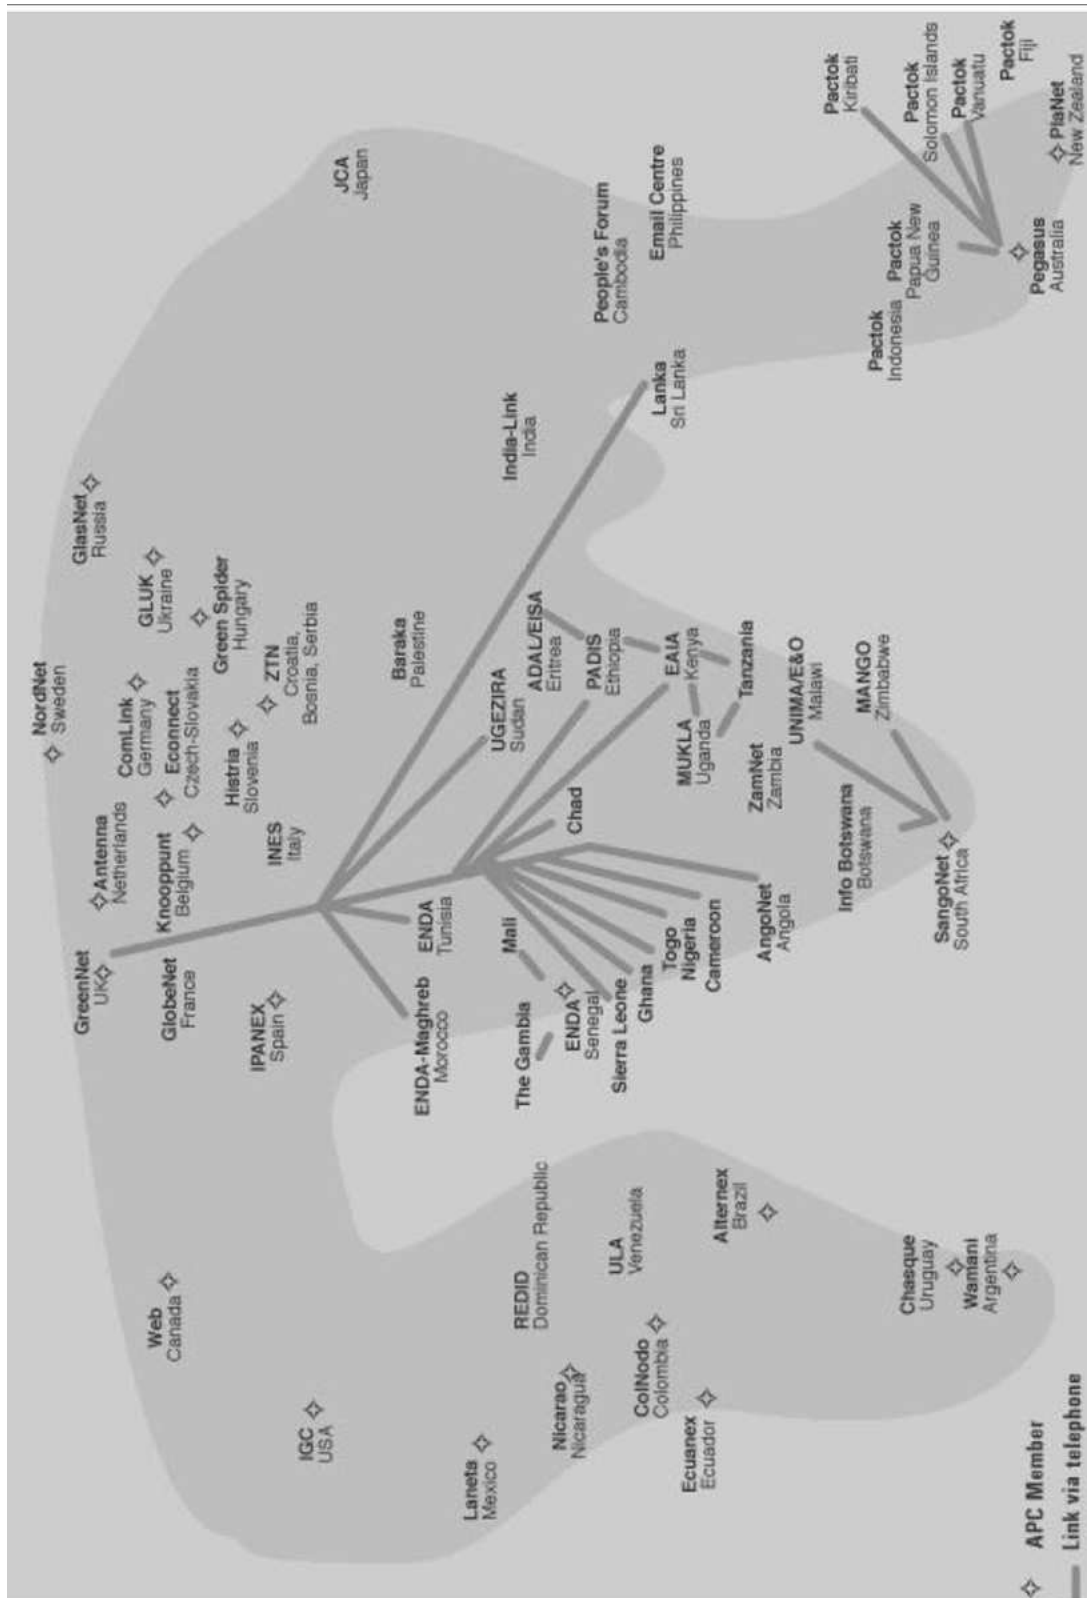 NordNet
Sweden
GlasNet
Russia
GreenNet
UK
Antenna
Netherlands
ComLink
Germany
GLUK
Ukraine
GlobeNet
France
Knooppunt
Belgium
Econnect
Czech-Slovakia
Green Spider
Hungary
Web
Canada
IPANEX
Spain
INES
Italy
Histria
Slovenia
ZTN
Croatia,
Bosnia, Serbia
JCA
Japan
IGC
USA
ENDA-Maghreb
Morocco
ENDA
Tunisia
Baraka
Palestine
Laneta
Mexico
REDID
Dominican Republic
The Gambia
Mali
UGEZIRA
Sudan
ADAL/EISA
Eritrea
India-Link
India
Nicarao
Nicaragua
ENDA
Senegal
Chad
PADIS
Ethiopia
People's Forum
Cambodia
ColNodo
Colombia
ULA
Venezuela
Sierra Leone
Ghana
Togo
Nigeria
Cameroon
EAIA
Kenya
Lanka
Sri Lanka
Email Centre
Philippines
Ecuanex
Ecuador
Alternex
Brazil
MUKLA
Uganda
Tanzania
AngoNet
Angola
ZamNet
Zambia
UNIMA/E&O
Malawi
Info Botswana
Botswana
MANGO
Zimbabwe
Pactok
Kiribati
Pactok
Indonesia
Pactok
Papua New
Guinea
Pactok
Solomon Islands
Pactok
Vanuatu
Pactok
Fiji
Chasque
Uruguay
Wamani
Argentina
SangoNet
South Africa
Pegasus
Australia
PlaNet
New Zealand
APC Member
Link via telephone